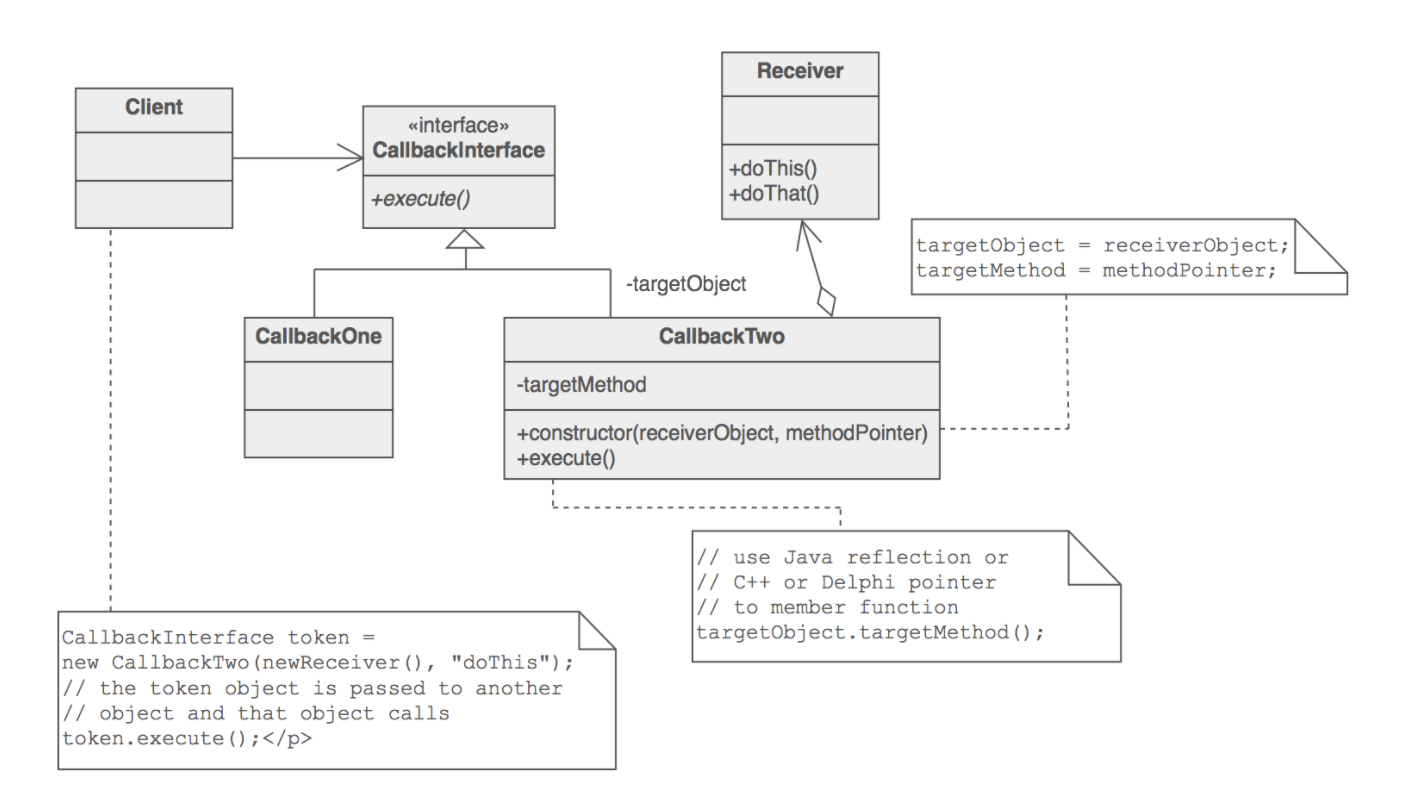 Client
«interface»
CallbackInterface
+execute()
Receiver
+doThis()
+doThat()
targetObject = receiverObject;
targetMethod = methodPointer;
-targetObject
CallbackOne
CallbackTwo
-targetMethod
+constructor(receiverObject, methodPointer)
+execute()
// use Java reflection or
// C++ or Delphi pointer
// to member function
targetObject.targetMethod();
CallbackInterface token =
new CallbackTwo(newReceiver(), "doThis");
// the token object is passed to another
// object and that object calls
token.execute();</p>